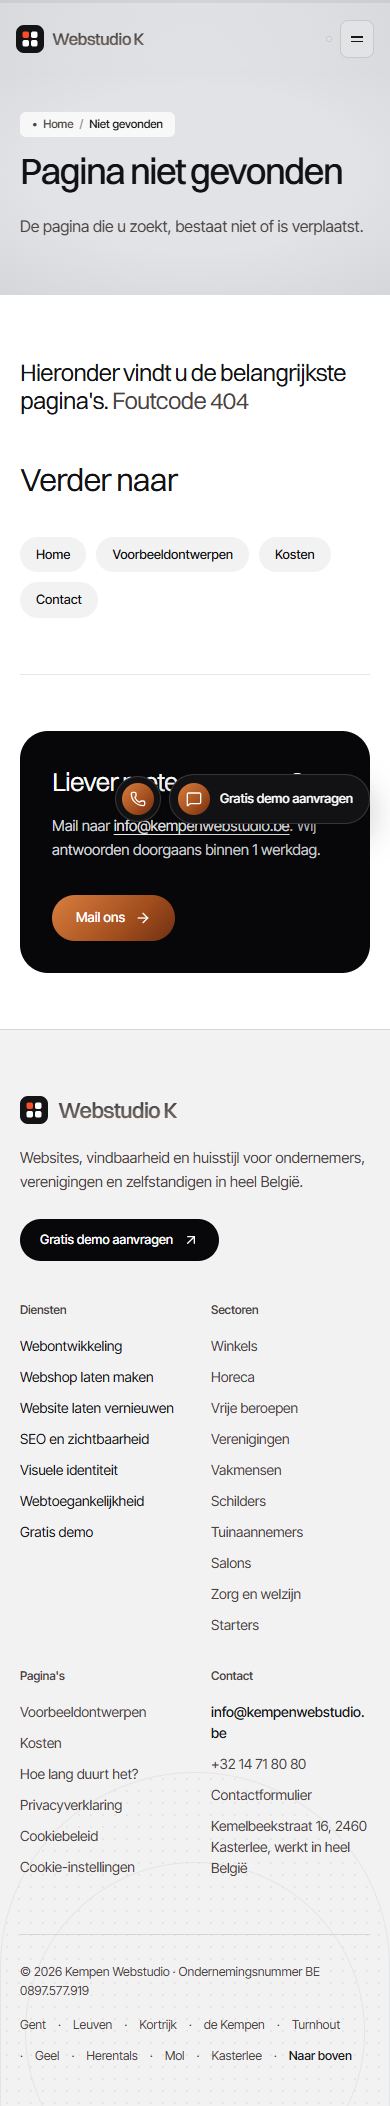 Webstudio K
• Home / Niet gevonden
Pagina niet gevonden
De pagina die u zoekt, bestaat niet of is verplaatst.
Hieronder vindt u de belangrijkste
pagina's. Foutcode 404
Verder naar
Home Voorbeeldontwerpen Kosten
Contact
Liever
Gratis demo aanvragen
Mail naar info@kempenwebstudio.be. Wij
antwoorden doorgaans binnen 1 werkdag.
Mail ons
Webstudio K
Websites, vindbaarheid en huisstijl voor ondernemers,
verenigingen en zelfstandigen in heel België.
Gratis demo aanvragen
Diensten
Webontwikkeling
Webshop laten maken
Website laten vernieuwen
SEO en zichtbaarheid
Visuele identiteit
Webtoegankelijkheid
Gratis demo
Sectoren
Winkels
Horeca
Vrije beroepen
Verenigingen
Vakmensen
Schilders
Tuinaannemers
Salons
Zorg en welzijn
Starters
Pagina's
Voorbeeldontwerpen
Kosten
Hoe lang duurt het?
Privacyverklaring
Cookiebeleid
Cookie-instellingen
Contact
info@kempenwebstudio.
be
+32 14 71 80 80
Contactformulier
Kemelbeekstraat 16, 2460
Kasterlee, werkt in heel
België
© 2026 Kempen Webstudio · Ondernemingsnummer BE
0897.577.919
Gent · Leuven · Kortrijk · de Kempen · Turnhout
· Geel · Herentals · Mol · Kasterlee · Naar boven